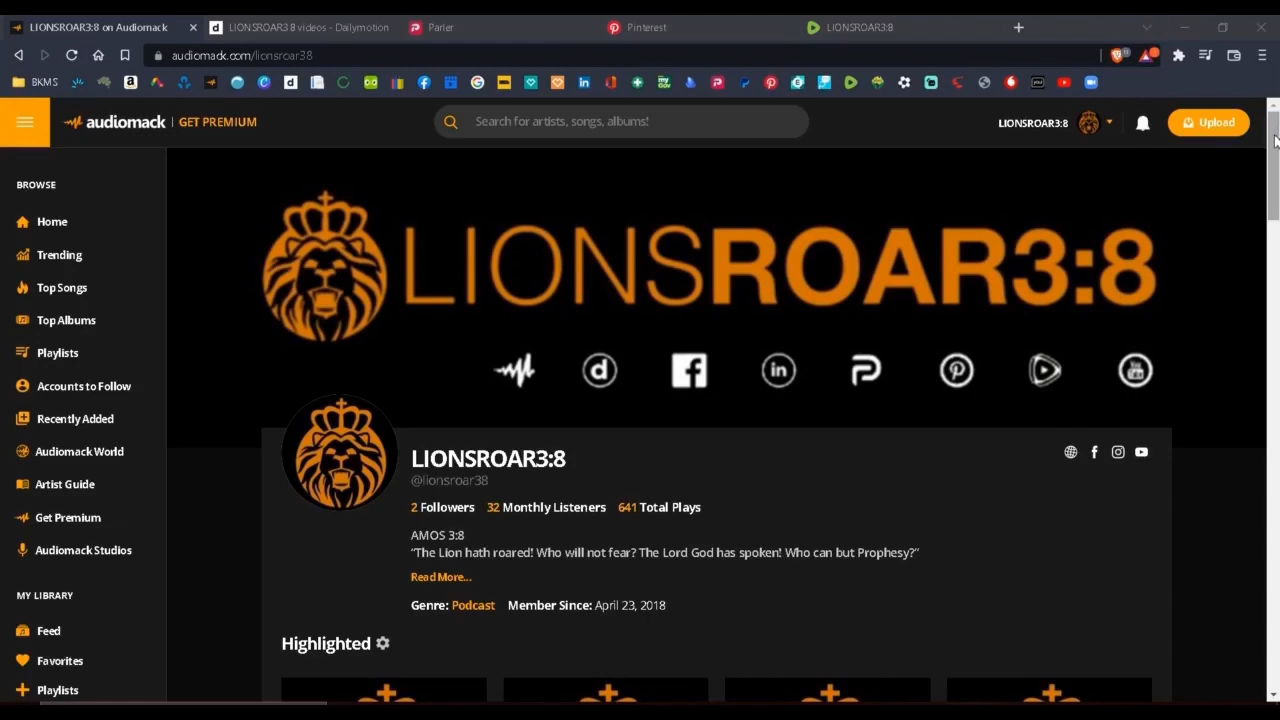 LIONSROAR3:8 on Audiomack
LIONSROAR3 8 videos - Dailymotion
Parler
Pinterest
LIONSROAR3:8
audiomack.com/lionsroar38
BKMS
audiomack
GET PREMIUM
Search for artists, songs, albums!
LIONSROAR3:8
Upload
BROWSE
Home
Trending
Top Songs
Top Albums
Playlists
Accounts to Follow
Recently Added
Audiomack World
Artist Guide
Get Premium
Audiomack Studios
MY LIBRARY
Feed
Favorites
Playlists
LIONSROAR3:8
LIONSROAR3:8
@lionsroar38
2 Followers 32 Monthly Listeners 641 Total Plays
AMOS 3:8
“The Lion hath roared! Who will not fear? The Lord God has spoken! Who can but Prophesy?”
Read More...
Genre: Podcast Member Since: April 23, 2018
Highlighted